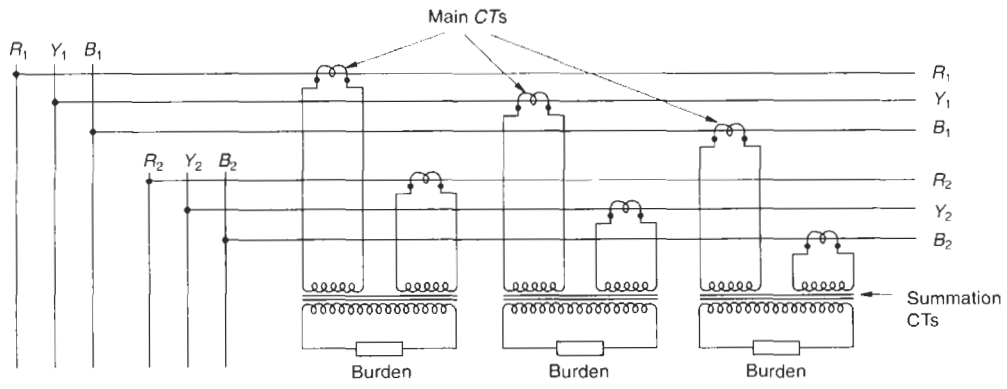 Main CTs
R₁ Y₁ B₁
R₁
Y₁
B₁
R₂ Y₂ B₂
R₂
Y₂
B₂
Summation
CTs
Burden Burden Burden